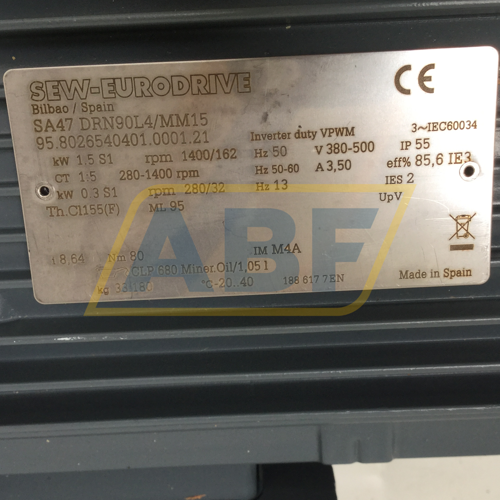 SEW-EURODRIVE
CE
Bilbao / Spain
SA47 DRN90L4/MM15
95.8026540401.0001.21 Inverter duty VPWM 3~IEC60034
kW 1.5 S1 rpm 1400/162 Hz 50 V 380-500 IP 55
CT 1:5 280-1400 rpm Hz 50-60 A 3,50 eff% 85,6 IE3
kW 0.3 S1 rpm 280/32 Hz 13 IES 2
Th.Cl155(F) ML 95 UpV
i 8.64 Nm 80 IM M4A
CLP 680 Miner.Oil/1,05 l
kg °C-20..40 188 617 7EN Made in Spain
ABF